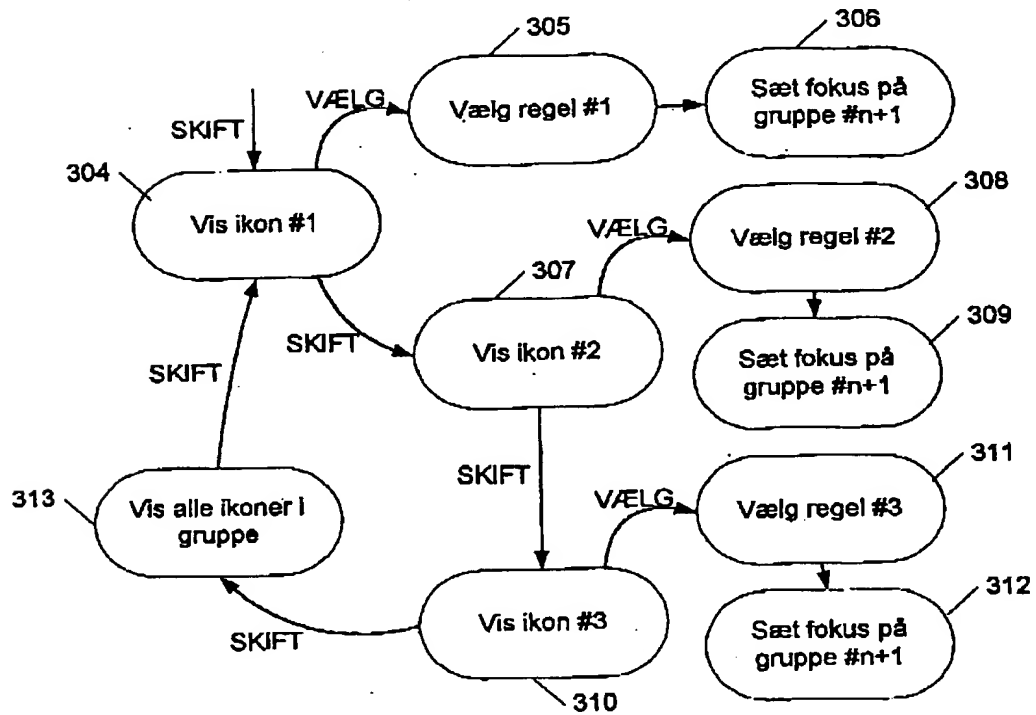 305
306
VÆLG
Vælg regel #1
Sæt fokus på
gruppe #n+1
SKIFT
304
Vis ikon #1
308
VÆLG
Vælg regel #2
307
SKIFT
Vis ikon #2
309
Sæt fokus på
gruppe #n+1
SKIFT
SKIFT
311
313
Vis alle ikoner i
gruppe
VÆLG
Vælg regel #3
312
SKIFT
Vis ikon #3
Sæt fokus på
gruppe #n+1
310